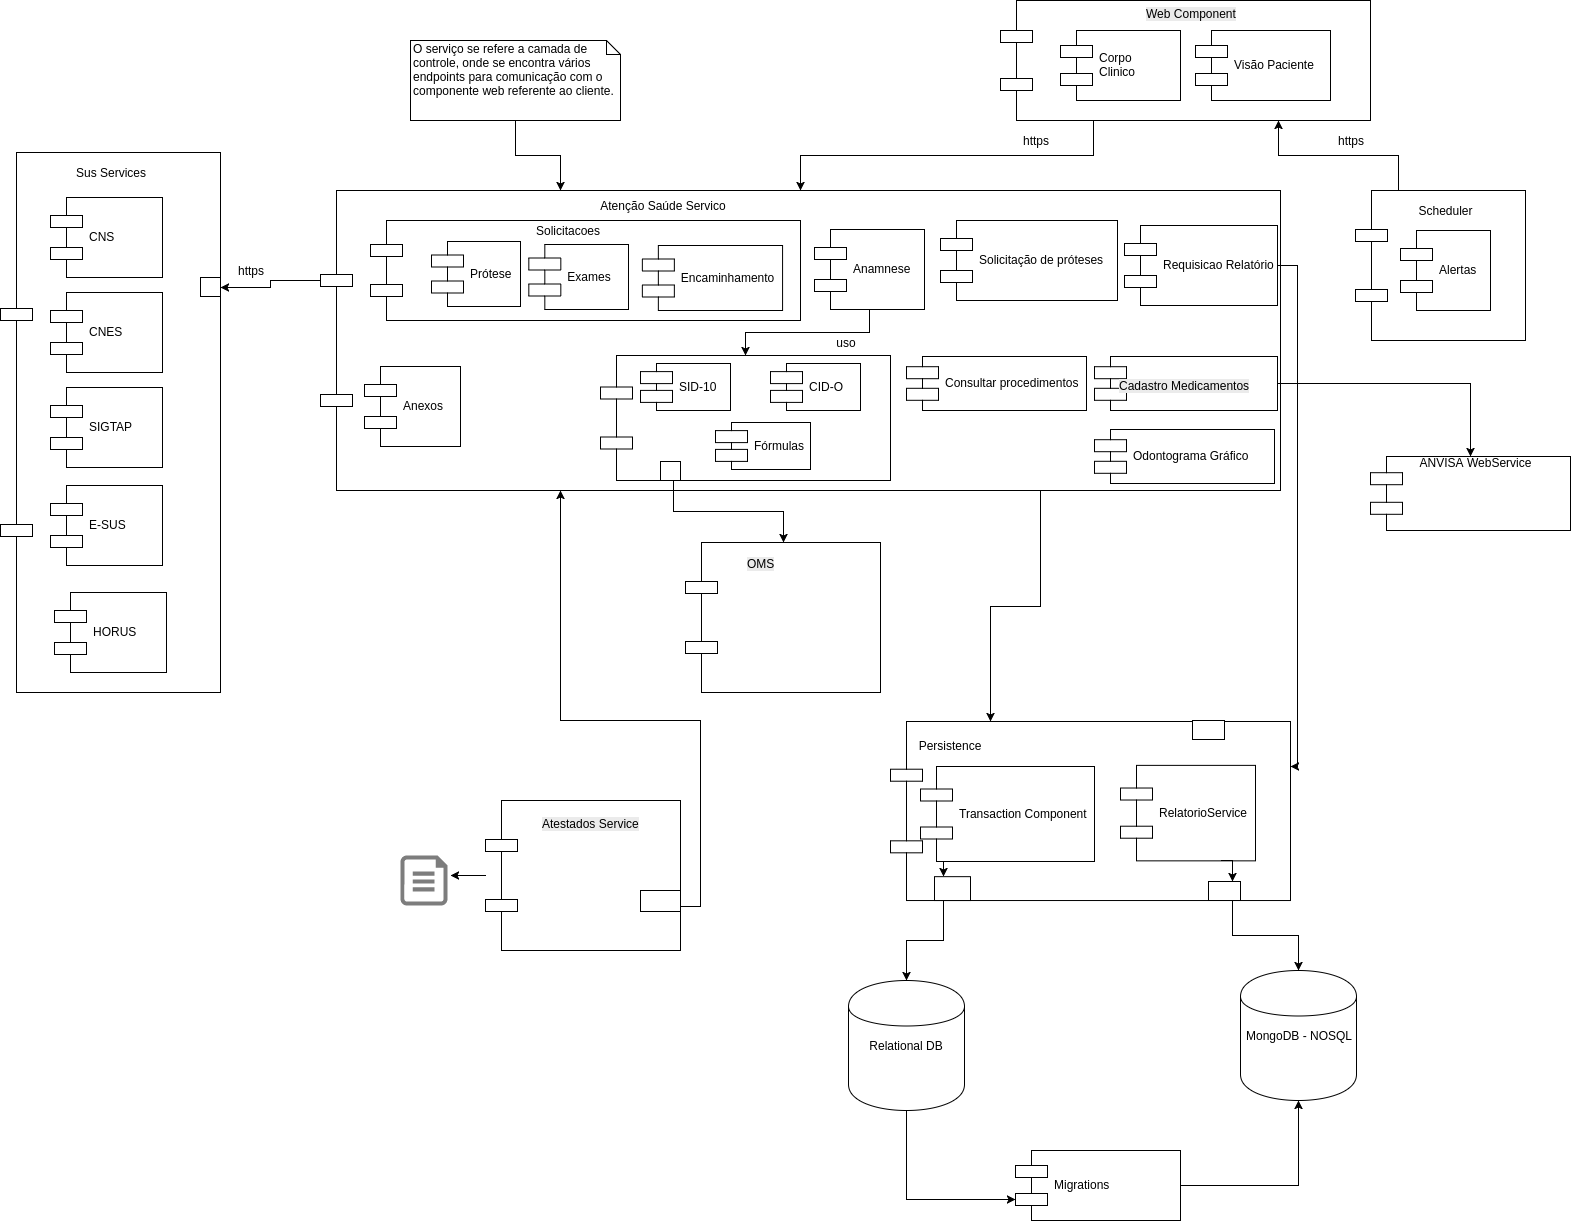 Web Component
Corpo
Clinico
Visão Paciente
O serviço se refere a camada de
controle, onde se encontra vários
endpoints para comunicação com o
componente web referente ao cliente.
https
https
Sus Services
CNS
CNES
SIGTAP
E-SUS
HORUS
https
Atenção Saúde Servico
Solicitacoes
Prótese
Exames
Encaminhamento
Anamnese
Solicitação de próteses
Requisicao Relatório
Scheduler
Alertas
uso
Anexos
SID-10
CID-O
Fórmulas
Consultar procedimentos
Cadastro Medicamentos
Odontograma Gráfico
ANVISA WebService
OMS
Persistence
Transaction Component
RelatorioService
Atestados Service
Relational DB
MongoDB - NOSQL
Migrations